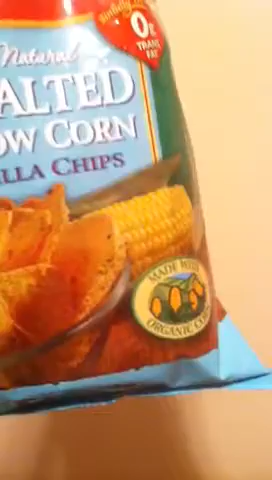 Natural
0g
TRANS
FAT
ALTED
OW CORN
LLA CHIPS
MADE WITH
ORGANIC CORN